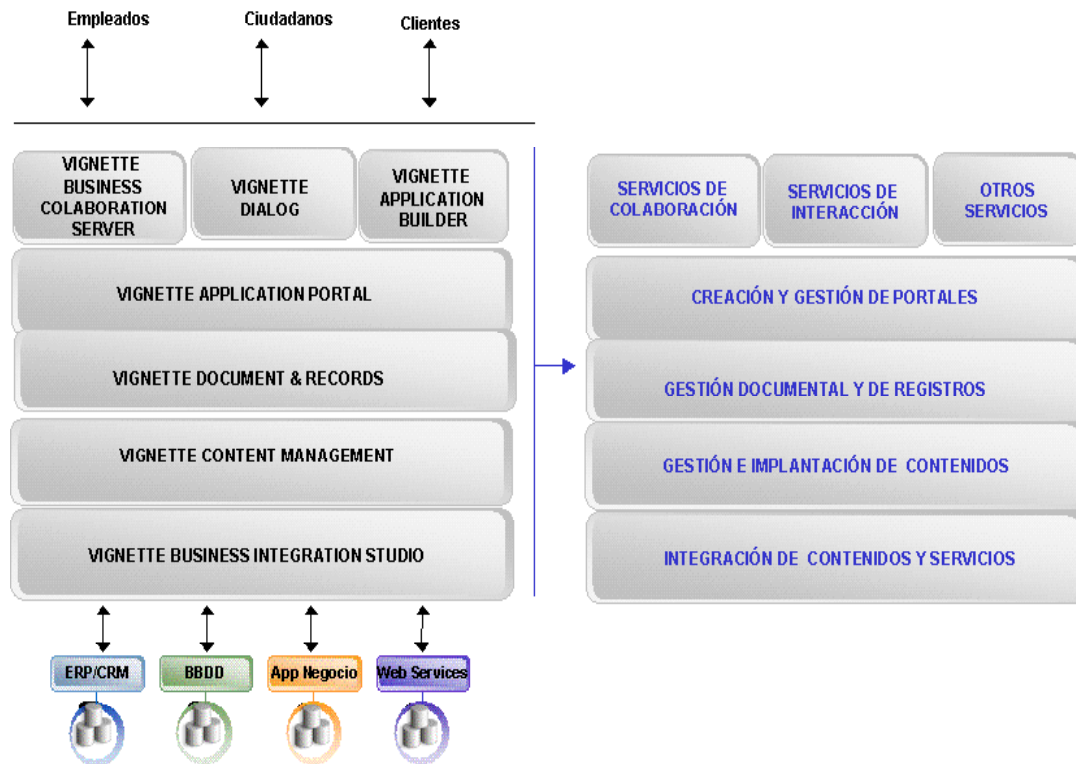 Empleados
Ciudadanos
Clientes
VIGNETTE
BUSINESS
COLABORATION
SERVER
VIGNETTE
DIALOG
VIGNETTE
APPLICATION
BUILDER
SERVICIOS DE
COLABORACIÓN
SERVICIOS DE
INTERACCIÓN
OTROS
SERVICIOS
VIGNETTE APPLICATION PORTAL
CREACIÓN Y GESTIÓN DE PORTALES
VIGNETTE DOCUMENT & RECORDS
GESTIÓN DOCUMENTAL Y DE REGISTROS
VIGNETTE CONTENT MANAGEMENT
GESTIÓN E IMPLANTACIÓN DE CONTENIDOS
VIGNETTE BUSINESS INTEGRATION STUDIO
INTEGRACIÓN DE CONTENIDOS Y SERVICIOS
ERP/CRM
BBDD
App Negocio
Web Services